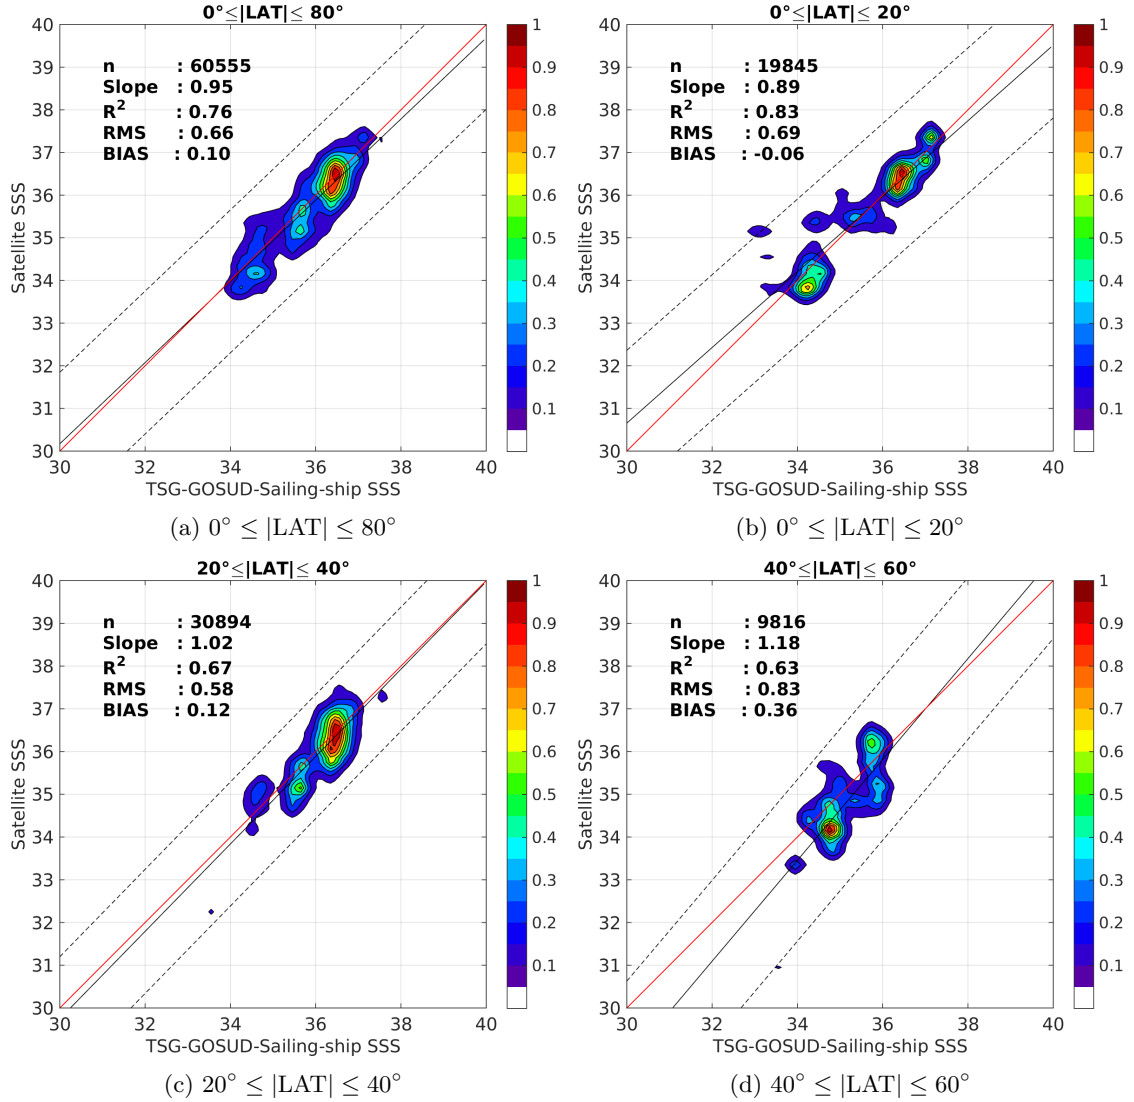 0°≤|LAT|≤ 80°
n : 60555
Slope : 0.95
R² : 0.76
RMS : 0.66
BIAS : 0.10
40
39
38
37
36
35
34
33
32
31
30
Satellite SSS
30 32 34 36 38 40
TSG-GOSUD-Sailing-ship SSS
1
0.9
0.8
0.7
0.6
0.5
0.4
0.3
0.2
0.1
(a) 0° ≤ |LAT| ≤ 80°
0°≤|LAT|≤ 20°
n : 19845
Slope : 0.89
R² : 0.83
RMS : 0.69
BIAS : -0.06
40
39
38
37
36
35
34
33
32
31
30
Satellite SSS
30 32 34 36 38 40
TSG-GOSUD-Sailing-ship SSS
1
0.9
0.8
0.7
0.6
0.5
0.4
0.3
0.2
0.1
(b) 0° ≤ |LAT| ≤ 20°
20°≤|LAT|≤ 40°
n : 30894
Slope : 1.02
R² : 0.67
RMS : 0.58
BIAS : 0.12
40
39
38
37
36
35
34
33
32
31
30
Satellite SSS
30 32 34 36 38 40
TSG-GOSUD-Sailing-ship SSS
1
0.9
0.8
0.7
0.6
0.5
0.4
0.3
0.2
0.1
(c) 20° ≤ |LAT| ≤ 40°
40°≤|LAT|≤ 60°
n : 9816
Slope : 1.18
R² : 0.63
RMS : 0.83
BIAS : 0.36
40
39
38
37
36
35
34
33
32
31
30
Satellite SSS
30 32 34 36 38 40
TSG-GOSUD-Sailing-ship SSS
1
0.9
0.8
0.7
0.6
0.5
0.4
0.3
0.2
0.1
(d) 40° ≤ |LAT| ≤ 60°